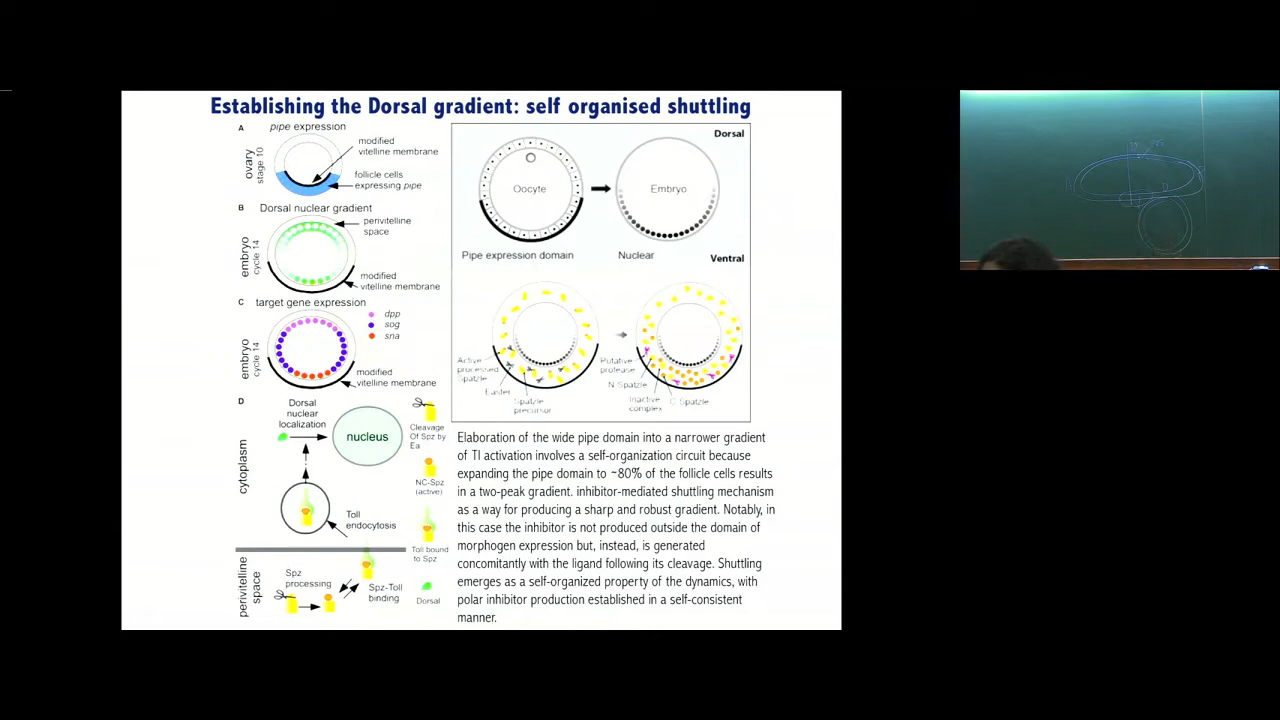 Establishing the Dorsal gradient: self organised shuttling
A
pipe expression
ovary
stage 10
modified
vitelline membrane
follicle cells
expressing pipe
B
Dorsal nuclear gradient
embryo
cycle 14
perivitelline
space
modified
vitelline membrane
C
target gene expression
embryo
cycle 14
dpp
sog
sna
modified
vitelline membrane
D
Dorsal
nuclear
localization
nucleus
cytoplasm
Toll
endocytosis
Cleavage
Of Spz by
Ea
NC-Spz
(active)
Toll bound
to Spz
Dorsal
perivitelline
space
Spz
processing
Spz-Toll
binding
Dorsal
Oocyte
Embryo
Pipe expression domain
Nuclear
Ventral
Active
processed
Spatzle
Easter
Spatzle
precursor
Putative
protease
N-Spatzle
Inactive
complex
C-Spatzle
Elaboration of the wide pipe domain into a narrower gradient
of Tl activation involves a self-organization circuit because
expanding the pipe domain to ~80% of the follicle cells results
in a two-peak gradient. inhibitor-mediated shuttling mechanism
as a way for producing a sharp and robust gradient. Notably, in
this case the inhibitor is not produced outside the domain of
morphogen expression but, instead, is generated
concomitantly with the ligand following its cleavage. Shuttling
emerges as a self-organized property of the dynamics, with
polar inhibitor production established in a self-consistent
manner.